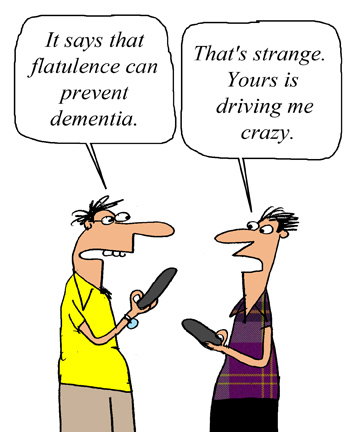 It says that
flatulence can
prevent
dementia.
That's strange.
Yours is
driving me
crazy.